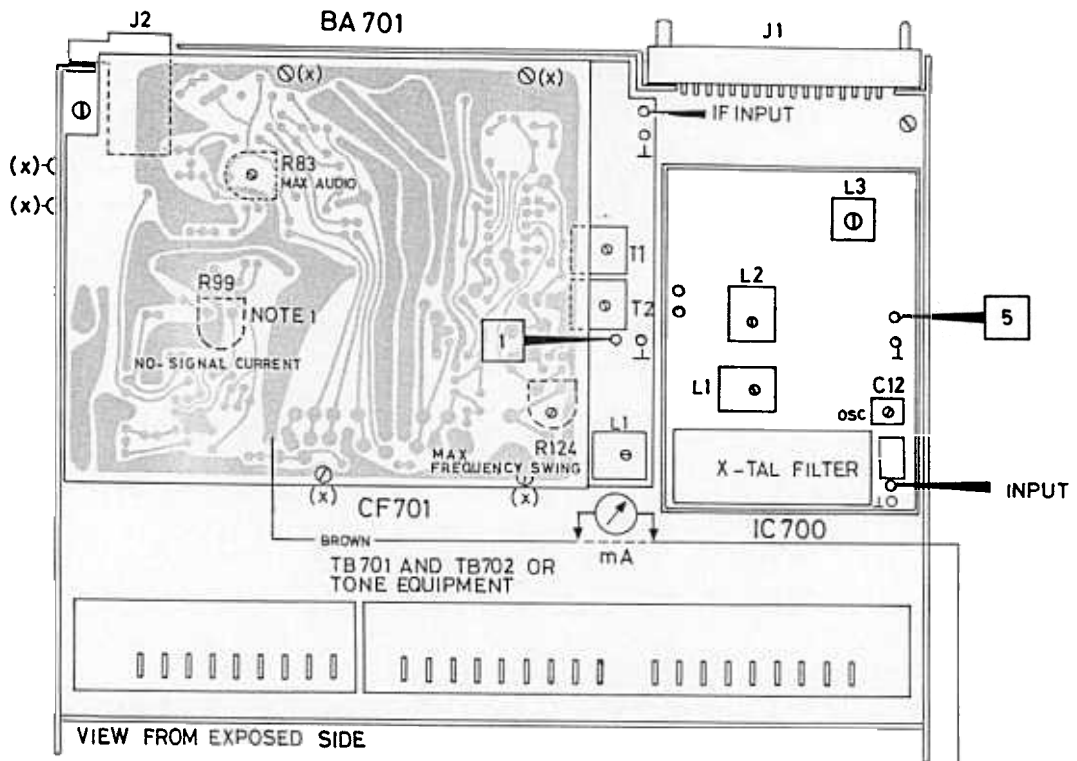 J2
BA 701
J1
(x)
(x)
IF INPUT
(x)
(x)
R83
MAX AUDIO
L3
T1
L2
R99
NOTE 1
T2
1
5
NO-SIGNAL CURRENT
L1
C12
OSC
L1
R124
MAX
FREQUENCY SWING
X-TAL FILTER
(x)
(x)
INPUT
CF701
IC 700
BROWN
mA
TB701 AND TB702 OR
TONE EQUIPMENT
VIEW FROM EXPOSED SIDE